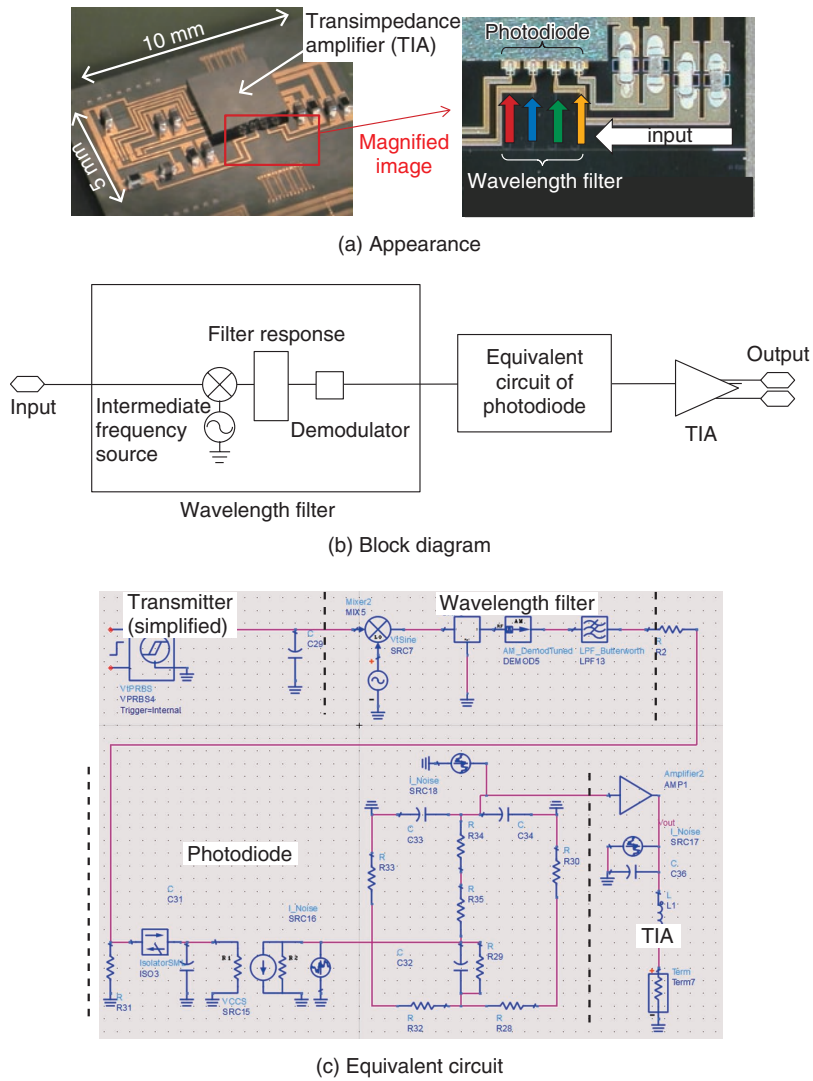 10 mm
Transimpedance
amplifier (TIA)
5 mm
Magnified
image
Photodiode
input
Wavelength filter
(a) Appearance
Filter response
Input
Intermediate
frequency
source
Demodulator
Wavelength filter
Equivalent
circuit of
photodiode
TIA
Output
(b) Block diagram
Transmitter
(simplified)
VtPRBS
VPRBS4
Trigger=Internal
C
C29
Mixer2
MIX5
LO
VtSine
SRC7
Wavelength filter
AM
AM_DemodTuned
DEMOD5
LPF_Butterworth
LPF13
R
R2
I_Noise
SRC18
Amplifier2
AMP1
Vout
I_Noise
SRC17
C
C36
L
L1
TIA
Term
Term7
Photodiode
C
C31
IsolatorSM
ISO3
R
R31
R1
R2
VCCS
SRC15
I_Noise
SRC16
C
C33
R
R34
C
C34
R
R33
R
R30
R
R35
C
C32
R
R29
R
R32
R
R28
(c) Equivalent circuit